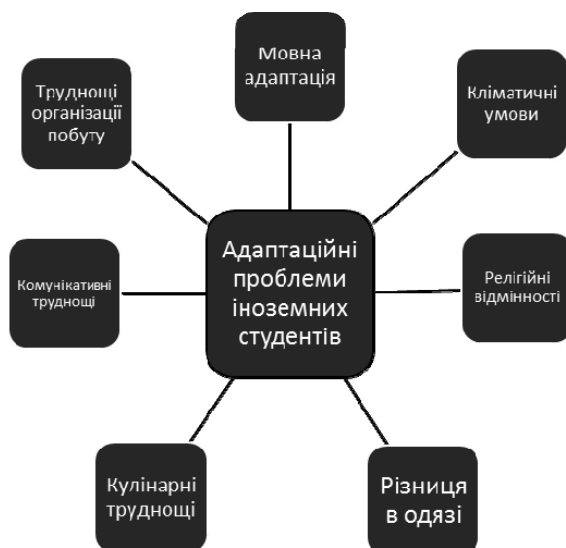 Мовна
адаптація
Труднощі
організації
побуту
Кліматичні
умови
Адаптаційні
проблеми
іноземних
студентів
Комунікативні
труднощі
Релігійні
відмінності
Кулінарні
труднощі
Різниця
в одязі